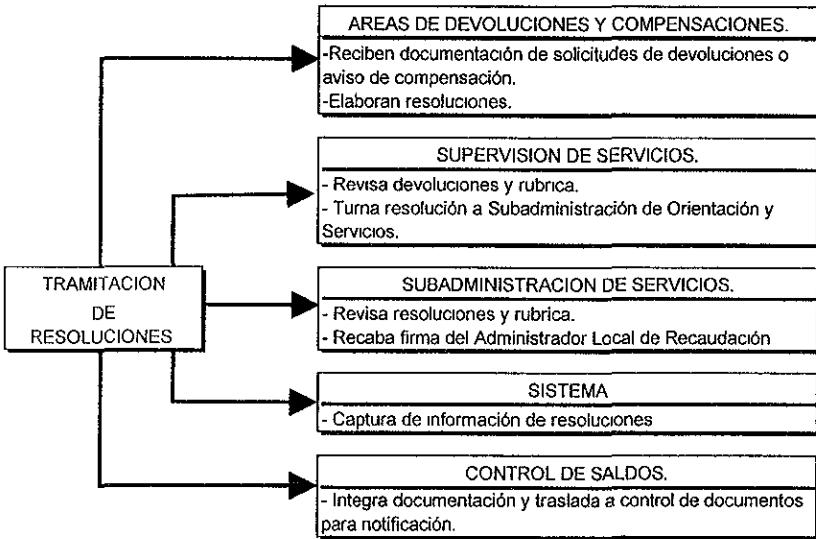 AREAS DE DEVOLUCIONES Y COMPENSACIONES.
-Reciben documentación de solicitudes de devoluciones o
aviso de compensación.
-Elaboran resoluciones.
SUPERVISION DE SERVICIOS.
- Revisa devoluciones y rubrica.
- Turna resolución a Subadministración de Orientación y
Servicios.
TRAMITACION
DE
RESOLUCIONES
SUBADMINISTRACION DE SERVICIOS.
- Revisa resoluciones y rubrica.
- Recaba firma del Administrador Local de Recaudación
SISTEMA
- Captura de información de resoluciones
CONTROL DE SALDOS.
- Integra documentación y traslada a control de documentos
para notificación.